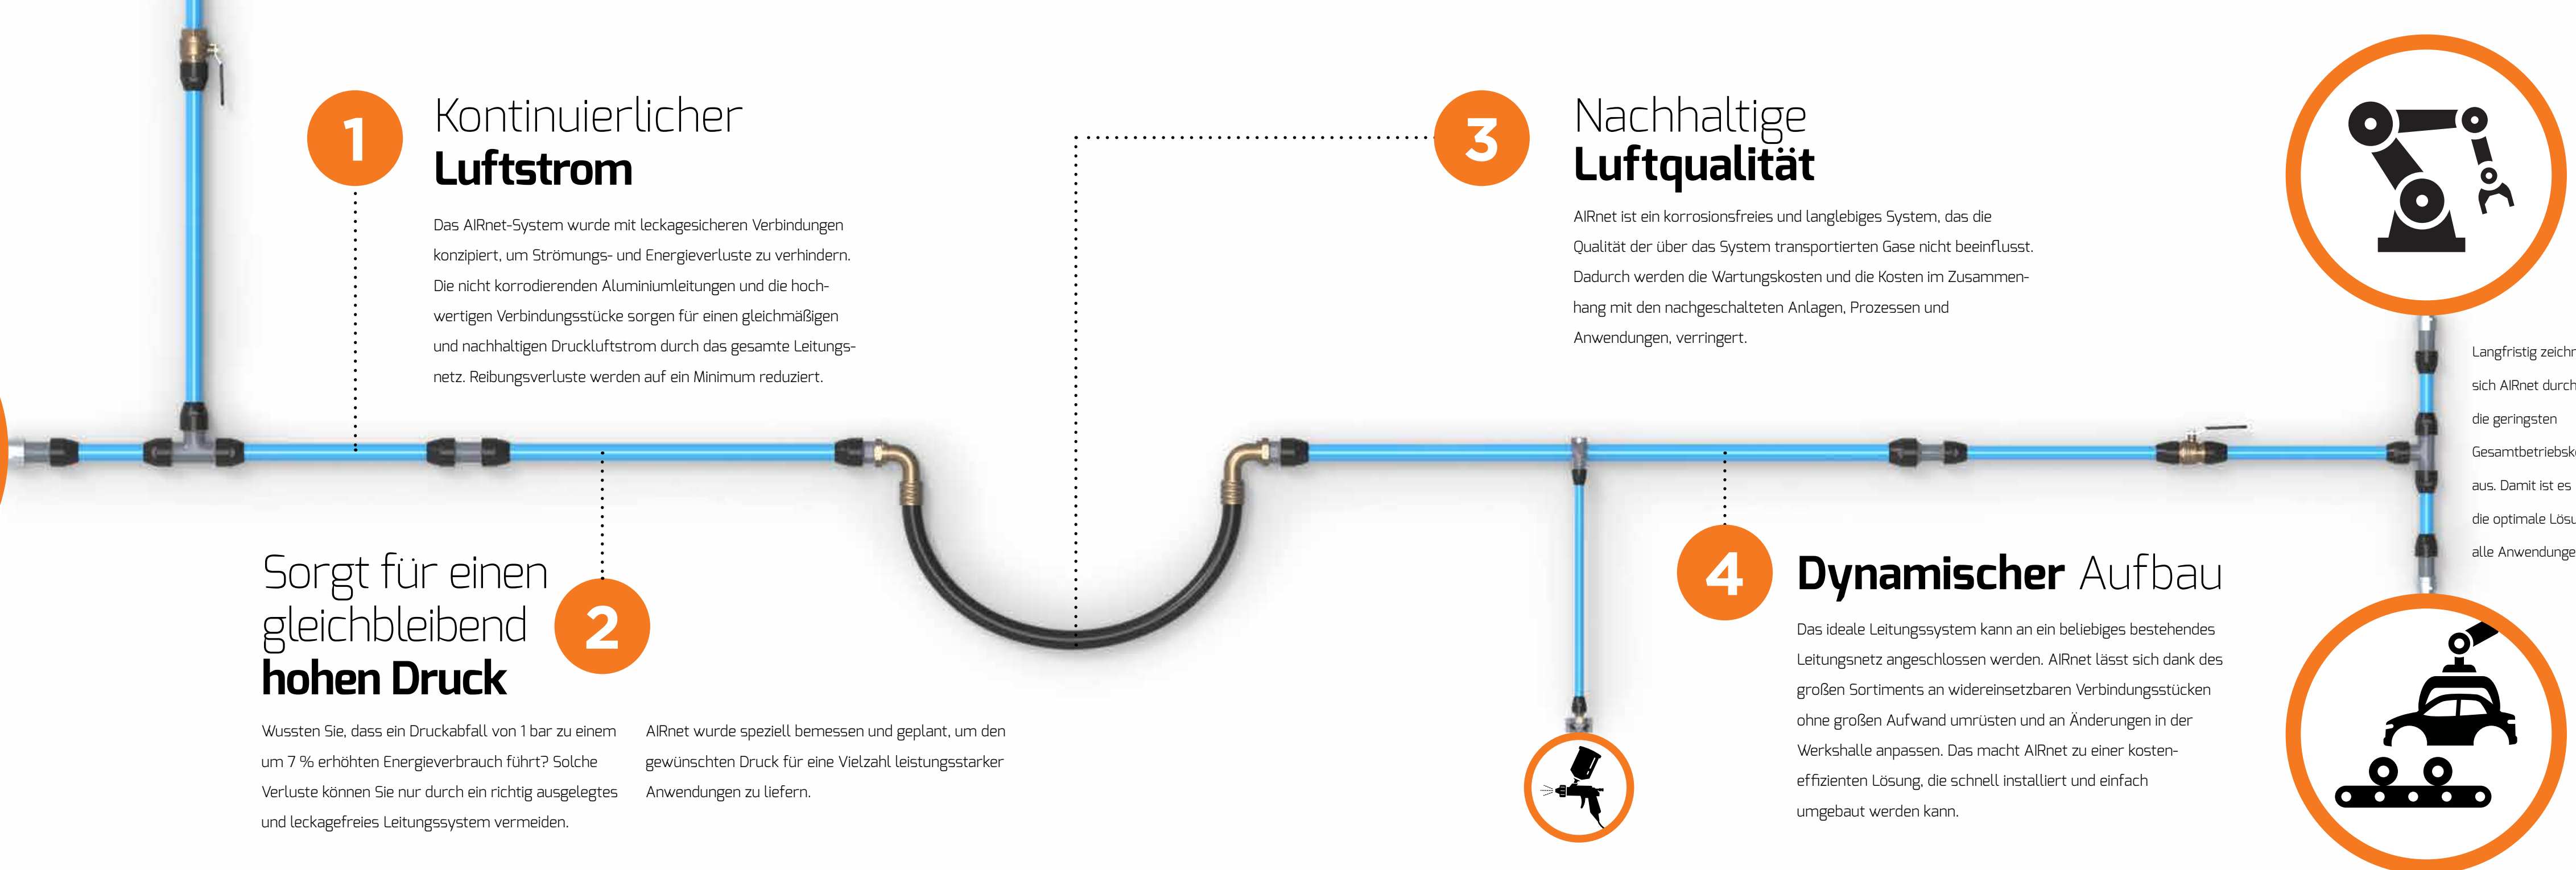 1
Kontinuierlicher
Luftstrom
Das AIRnet-System wurde mit leckagesicheren Verbindungen
konzipiert, um Strömungs- und Energieverluste zu verhindern.
Die nicht korrodierenden Aluminiumleitungen und die hoch-
wertigen Verbindungsstücke sorgen für einen gleichmäßigen
und nachhaltigen Druckluftstrom durch das gesamte Leitungs-
netz. Reibungsverluste werden auf ein Minimum reduziert.
Sorgt für einen
gleichbleibend
hohen Druck
2
Wussten Sie, dass ein Druckabfall von 1 bar zu einem
um 7 % erhöhten Energieverbrauch führt? Solche
Verluste können Sie nur durch ein richtig ausgelegtes
und leckagefreies Leitungssystem vermeiden.
AIRnet wurde speziell bemessen und geplant, um den
gewünschten Druck für eine Vielzahl leistungsstarker
Anwendungen zu liefern.
3
Nachhaltige
Luftqualität
AIRnet ist ein korrosionsfreies und langlebiges System, das die
Qualität der über das System transportierten Gase nicht beeinflusst.
Dadurch werden die Wartungskosten und die Kosten im Zusammen-
hang mit den nachgeschalteten Anlagen, Prozessen und
Anwendungen, verringert.
4
Dynamischer Aufbau
Das ideale Leitungssystem kann an ein beliebiges bestehendes
Leitungsnetz angeschlossen werden. AIRnet lässt sich dank des
großen Sortiments an widereinsetzbaren Verbindungsstücken
ohne großen Aufwand umrüsten und an Änderungen in der
Werkshalle anpassen. Das macht AIRnet zu einer kosten-
effizienten Lösung, die schnell installiert und einfach
umgebaut werden kann.
Langfristig
sich AIRnet durch
die geringsten
aus. Damit ist es
die optimale
alle